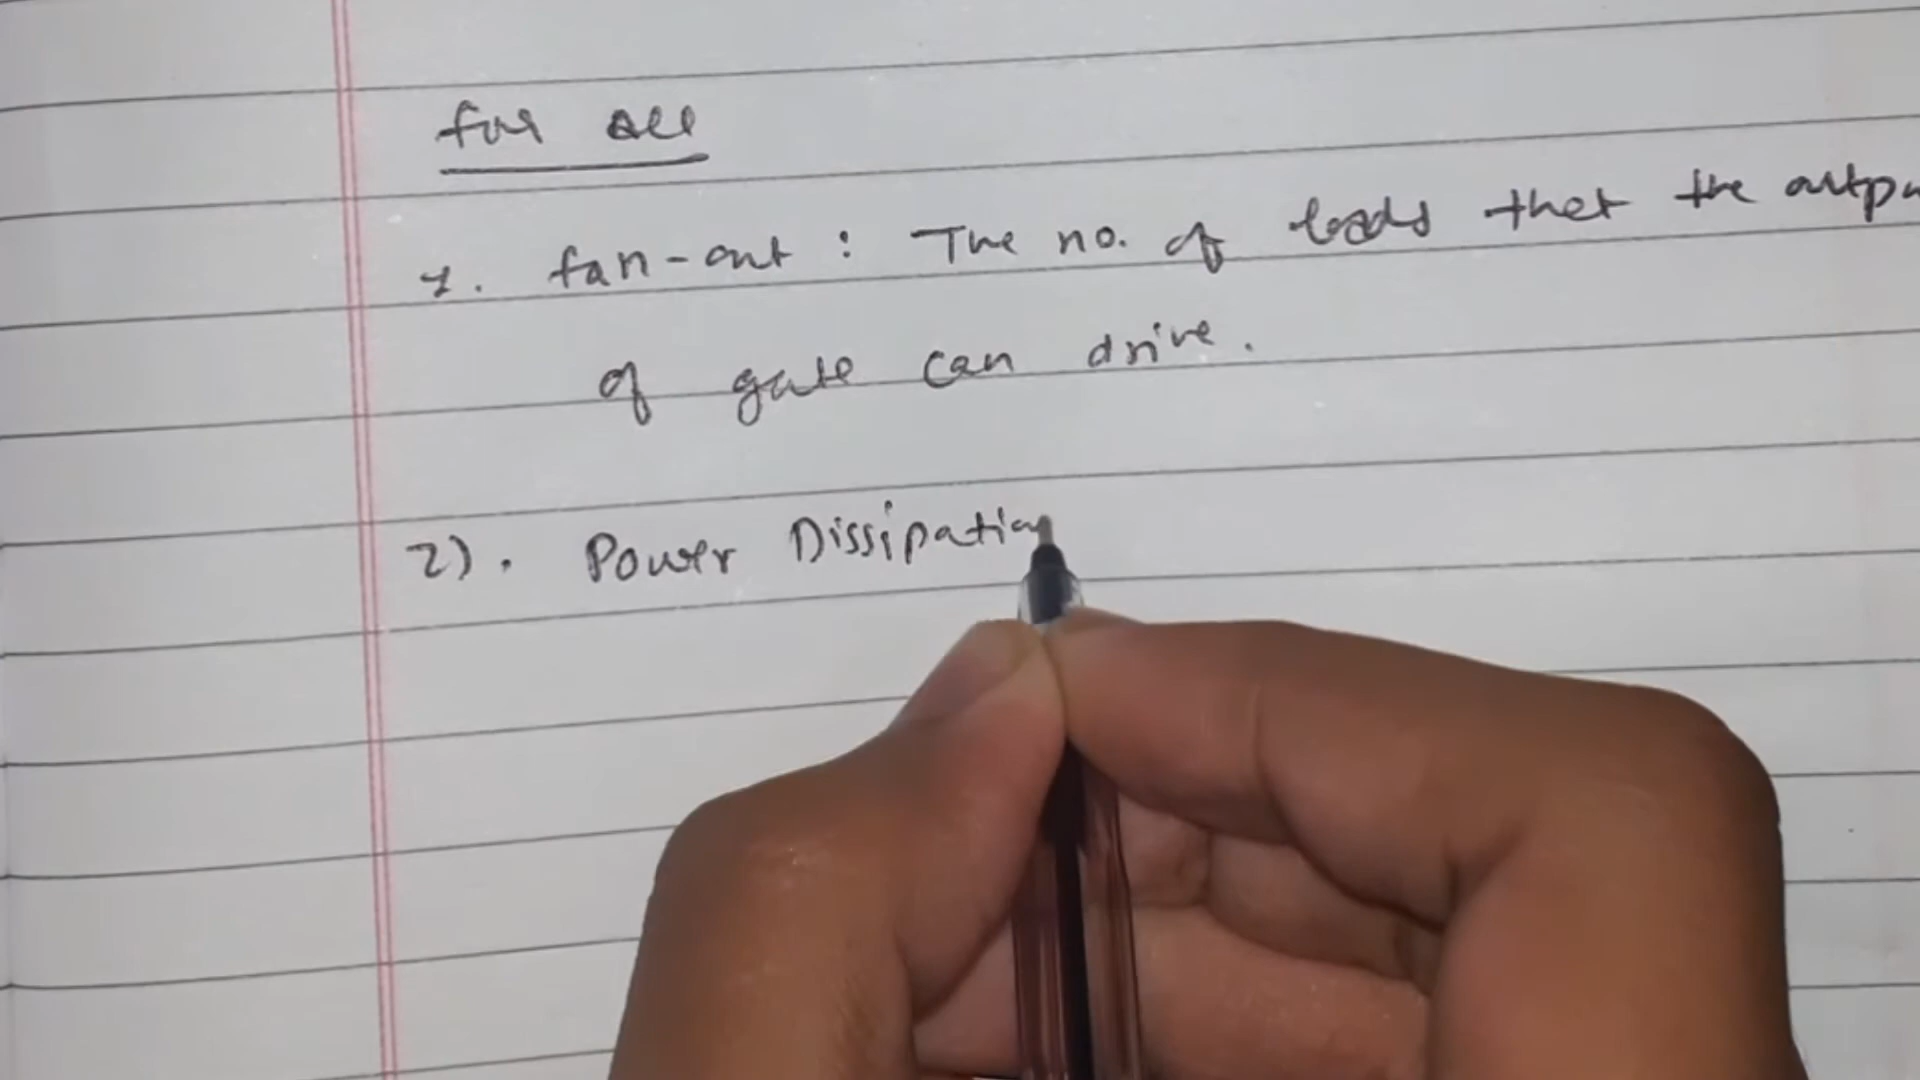 for all
1. fan-out : The no. of loads that the outpu
of gate can drive.
2). Power Dissipation